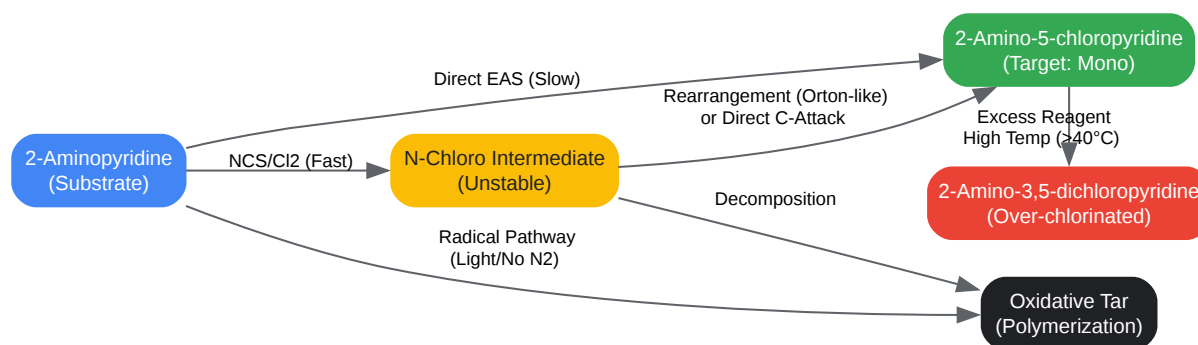 2-Amino-5-chloropyridine
(Target: Mono)
Direct EAS (Slow)
Rearrangement (Orton-like)
or Direct C-Attack
Excess Reagent
High Temp (>40°C)
2-Aminopyridine
(Substrate)
NCS/Cl2 (Fast)
N-Chloro Intermediate
(Unstable)
2-Amino-3,5-dichloropyridine
(Over-chlorinated)
Decomposition
Radical Pathway
(Light/No N2)
Oxidative Tar
(Polymerization)